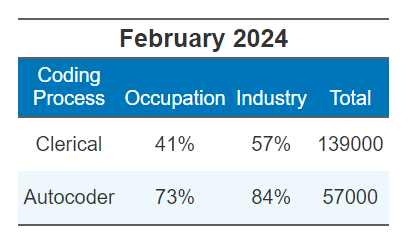 February 2024
Coding Process Occupation Industry Total
Clerical 41% 57% 139000
Autocoder 73% 84% 57000